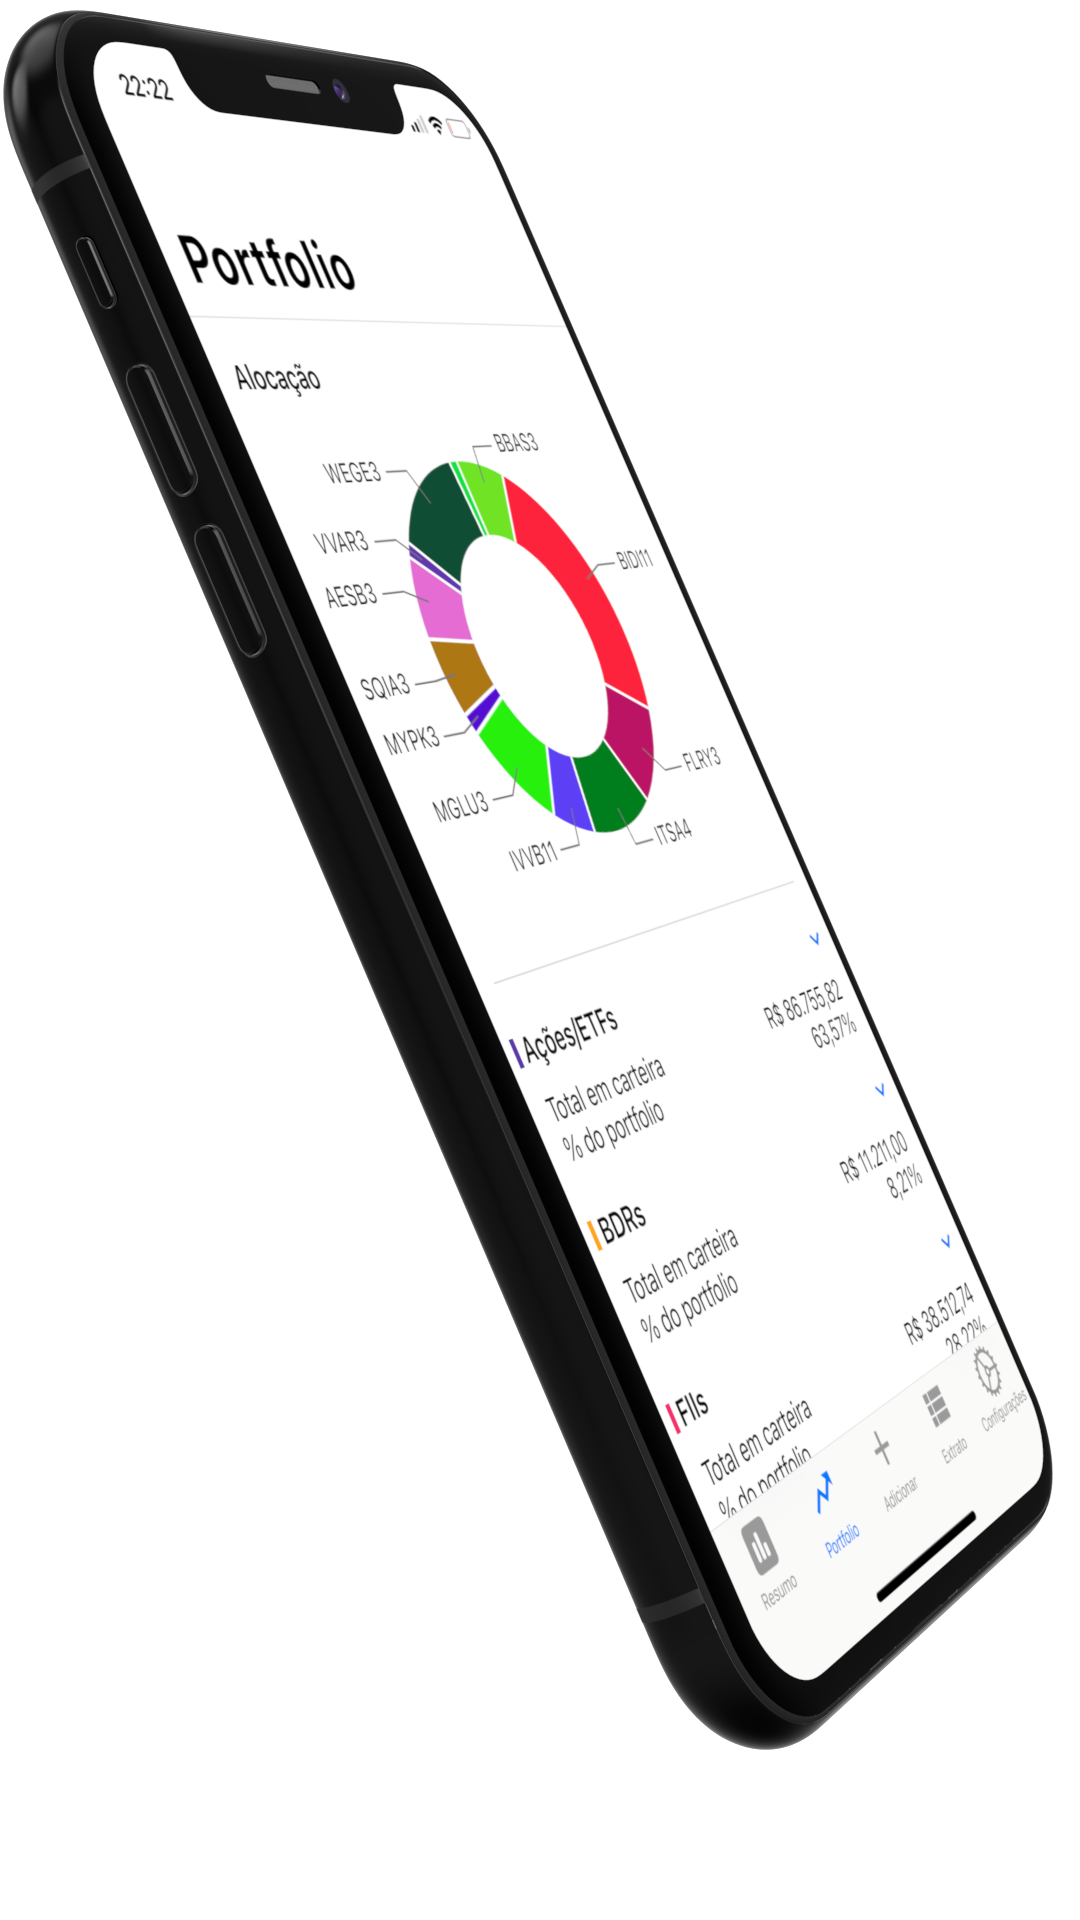 22:22
Portfolio
Alocação
BBAS3
WEGE3
VVAR3
BIDI11
AESB3
SQIA3
MYPK3
FLRY3
MGLU3
ITSA4
IVVB11
Ações/ETFs
Total em carteira R$ 86.755,82
% do portfolio 63,57%
BDRs
Total em carteira R$ 11.211,00
% do portfolio 8,21%
FIIs
Total em carteira R$ 38.512,74
% do portfolio 28,22%
Resumo
Portfolio
Adicionar
Extrato
Configurações